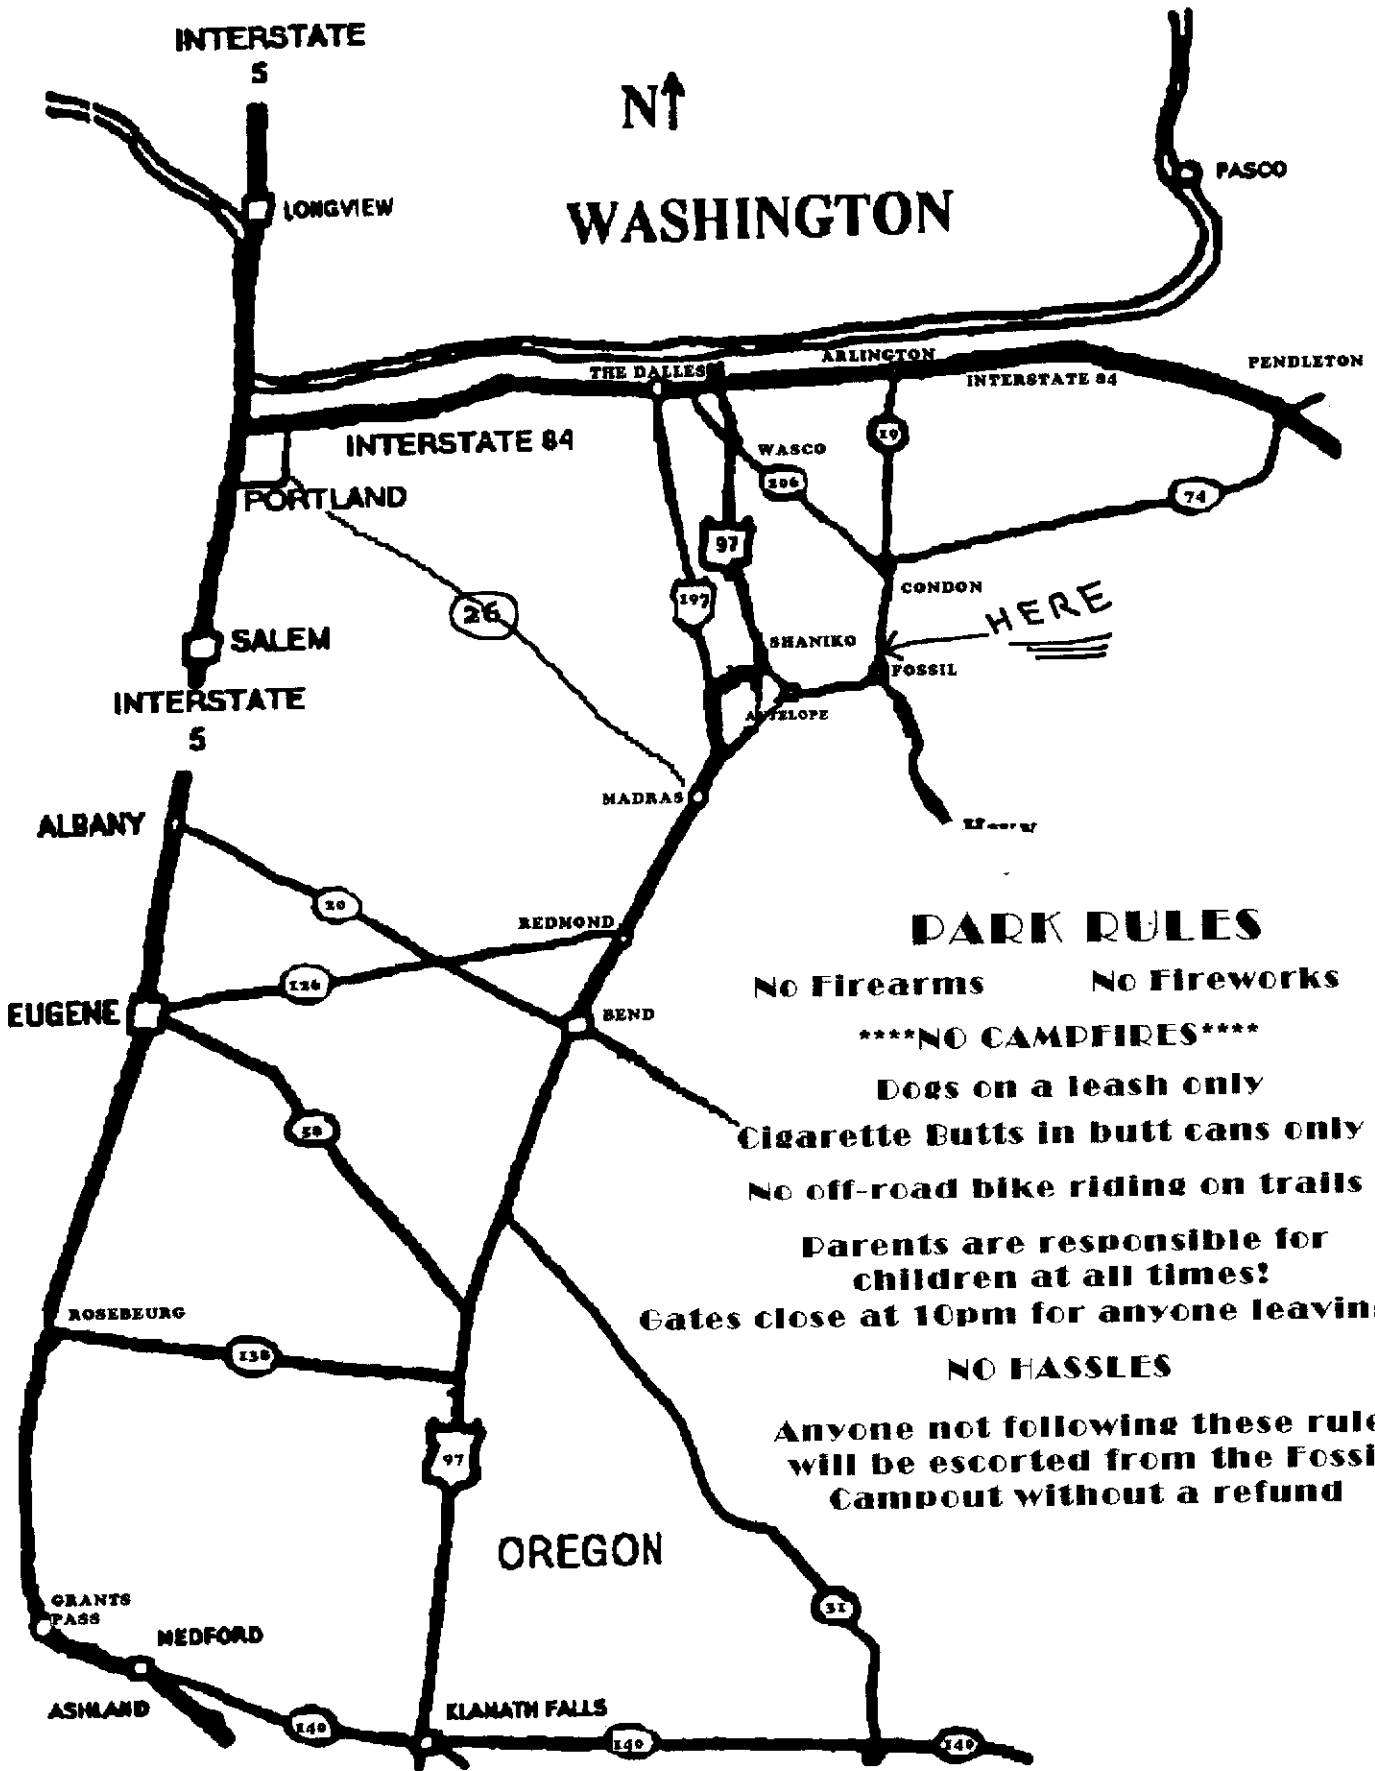 INTERSTATE
5
N
PASCO
LONGVIEW
WASHINGTON
ARLINGTON
THE DALLES
INTERSTATE 84
PENDLETON
INTERSTATE 84
19
WASCO
206
74
PORTLAND
97
CONDON
197
26
HERE
SALEM
SHANIKO
FOSSIL
INTERSTATE
5
ANTELOPE
MADRAS
ALBANY
20
REDMOND
126
EUGENE
BEND
58
ROSEBEURG
138
97
OREGON
31
GRANTS
PASS
MEDFORD
ASHLAND
KLAMATH FALLS
140
140
140
PARK RULES
No Firearms No Fireworks
****NO CAMPFIRES****
Dogs on a leash only
Cigarette Butts in butt cans only
No off-road bike riding on trails
Parents are responsible for
children at all times!
Gates close at 10pm for anyone leaving
NO HASSLES
Anyone not following these rule
will be escorted from the Fossi
Campout without a refund